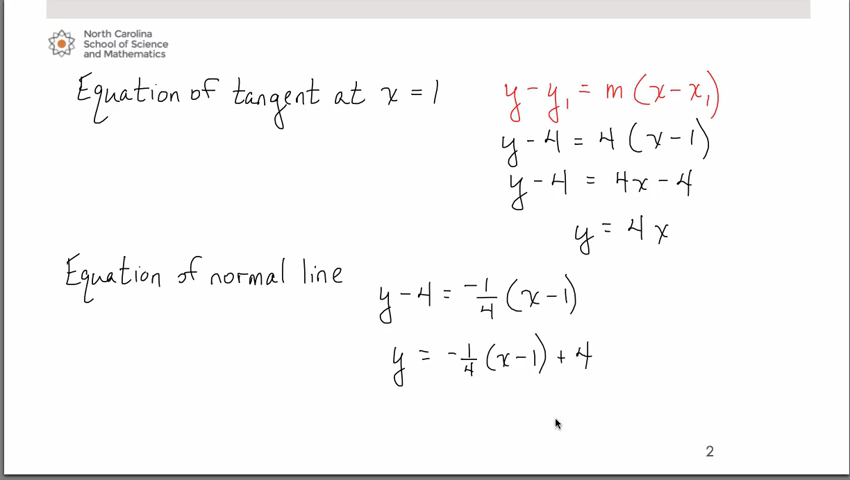 North Carolina
School of Science
and Mathematics
Equation of tangent at x = 1
y - y₁ = m (x - x₁)
y - 4 = 4 (x - 1)
y - 4 = 4x - 4
y = 4x
Equation of normal line
y - 4 = -1/4 (x - 1)
y = -1/4 (x - 1) + 4
2